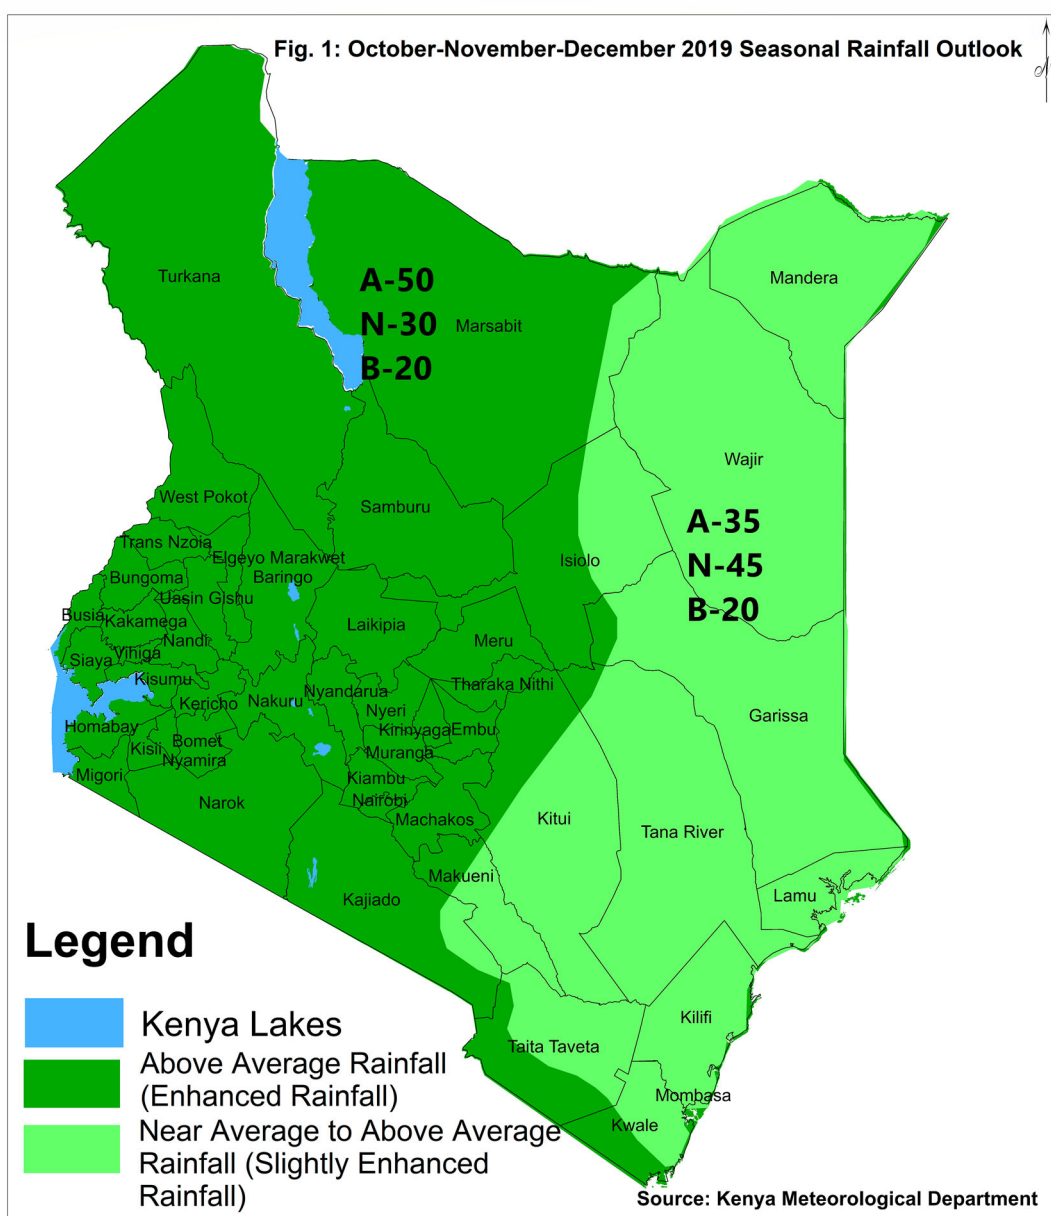 Fig. 1: October-November-December 2019 Seasonal Rainfall Outlook
Turkana
A-50
N-30
B-20
Marsabit
Mandera
Wajir
A-35
N-45
B-20
West Pokot
Samburu
Trans Nzoia
Elgeyo Marakwet
Isiolo
Bungoma
Baringo
Uasin Gishu
Busia
Kakamega
Laikipia
Nandi
Meru
Vihiga
Siaya
Kisumu
Tharaka Nithi
Nyandarua
Nakuru
Kericho
Nyeri
Garissa
Homabay
Kirinyaga
Embu
Bomet
Kisli
Muranga
Nyamira
Migori
Kiambu
Narok
Nairobi
Machakos
Kitui
Tana River
Makueni
Lamu
Kajiado
Kilifi
Taita Taveta
Mombasa
Kwale
Legend
Kenya Lakes
Above Average Rainfall
(Enhanced Rainfall)
Near Average to Above Average
Rainfall (Slightly Enhanced
Rainfall)
Source: Kenya Meteorological Department